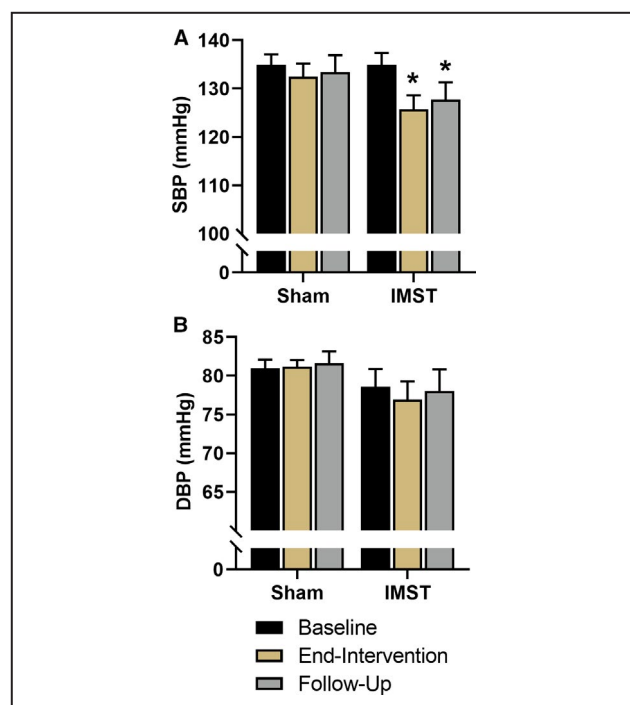 A
SBP (mmHg)
140
130
120
110
100
0
* *
Sham IMST
B
DBP (mmHg)
85
80
75
70
65
0
Sham IMST
Baseline
End-Intervention
Follow-Up